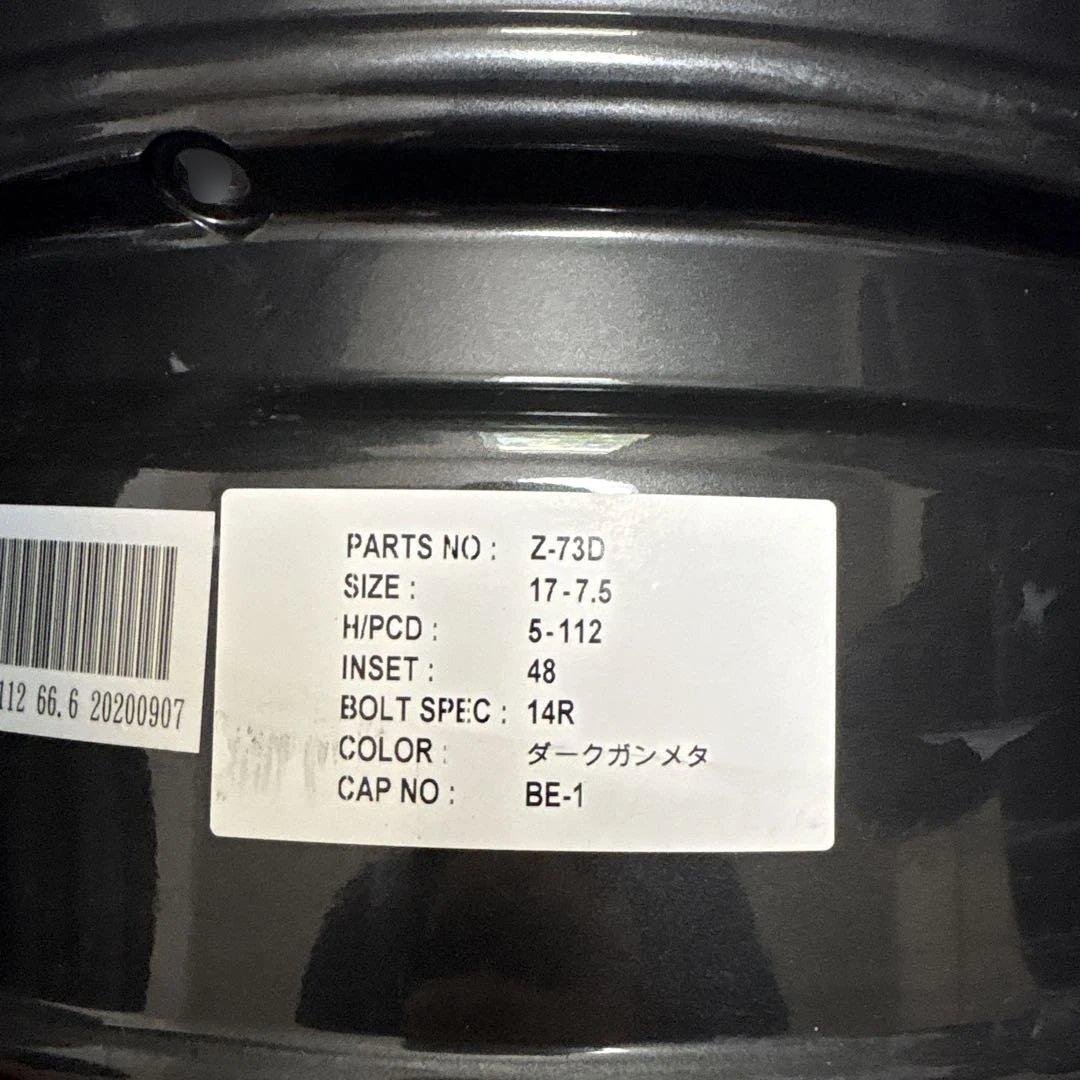 PARTS NO : Z-73D
SIZE : 17-7.5
H/PCD : 5-112
INSET : 48
BOLT SPEC : 14R
COLOR : ダークガンメタ
CAP NO : BE-1
112 66.6 20200907